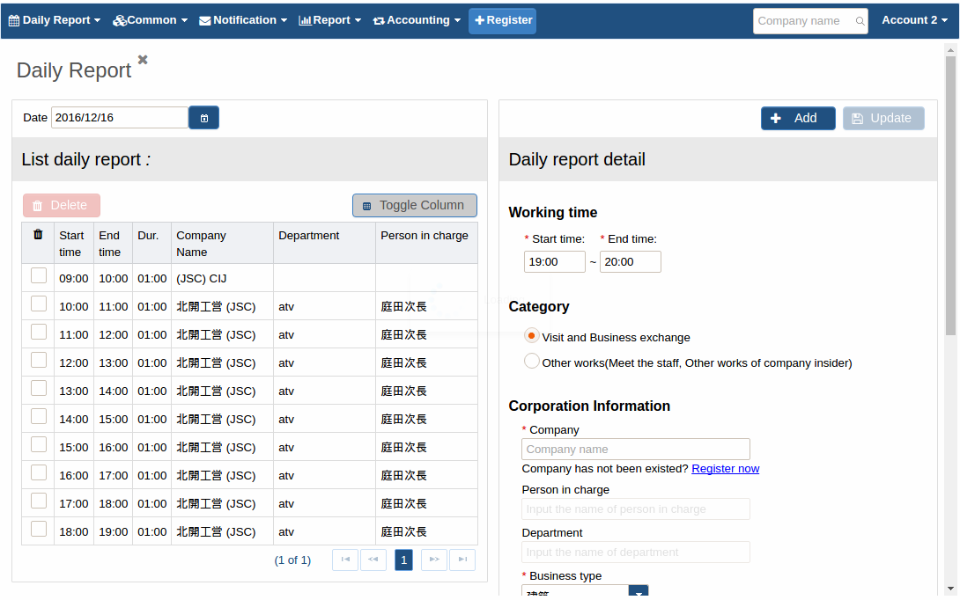 Daily Report Common Notification Report Accounting Register Company name Account 2
Daily Report
Date 2016/12/16
Add Update
List daily report :
Daily report detail
Delete Toggle Column
Start time End time Dur. Company Name Department Person in charge
09:00 10:00 01:00 (JSC) CIJ
10:00 11:00 01:00 北開工営 (JSC) atv 庭田次長
11:00 12:00 01:00 北開工営 (JSC) atv 庭田次長
12:00 13:00 01:00 北開工営 (JSC) atv 庭田次長
13:00 14:00 01:00 北開工営 (JSC) atv 庭田次長
14:00 15:00 01:00 北開工営 (JSC) atv 庭田次長
15:00 16:00 01:00 北開工営 (JSC) atv 庭田次長
16:00 17:00 01:00 北開工営 (JSC) atv 庭田次長
17:00 18:00 01:00 北開工営 (JSC) atv 庭田次長
18:00 19:00 01:00 北開工営 (JSC) atv 庭田次長
(1 of 1) 1
Working time
* Start time: * End time:
19:00 ~ 20:00
Category
Visit and Business exchange
Other works(Meet the staff, Other works of company insider)
Corporation Information
* Company
Company name
Company has not been existed? Register now
Person in charge
Input the name of person in charge
Department
Input the name of department
* Business type
建築